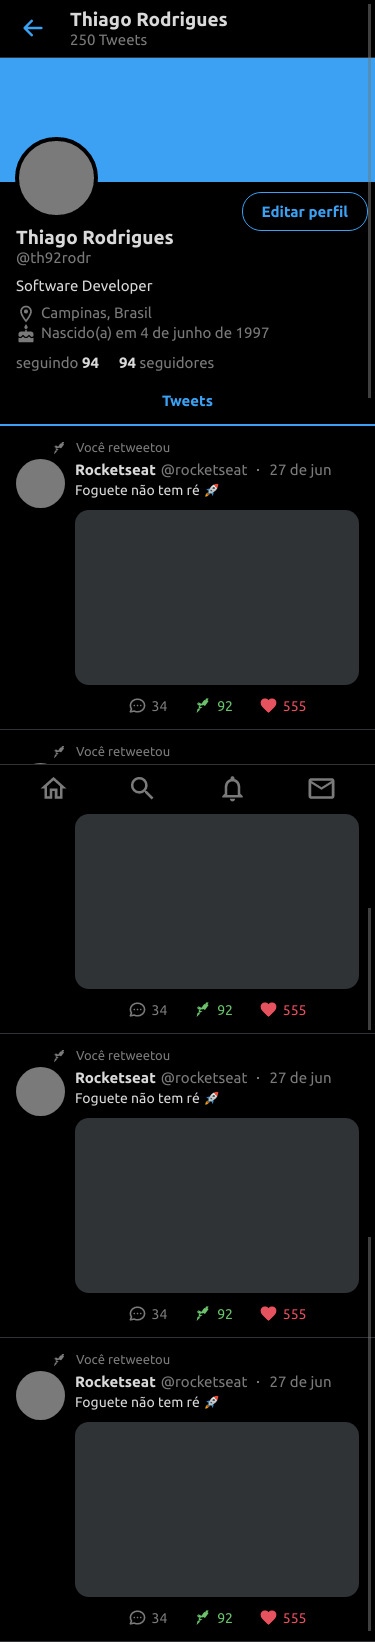 Thiago Rodrigues
250 Tweets
Editar perfil
Thiago Rodrigues
@th92rodr
Software Developer
Campinas, Brasil
Nascido(a) em 4 de junho de 1997
seguindo 94 94 seguidores
Tweets
Você retweetou
Rocketseat @rocketseat · 27 de jun
Foguete não tem ré 🚀
34 92 555
Você retweetou
34 92 555
Você retweetou
Rocketseat @rocketseat · 27 de jun
Foguete não tem ré 🚀
34 92 555
Você retweetou
Rocketseat @rocketseat · 27 de jun
Foguete não tem ré 🚀
34 92 555